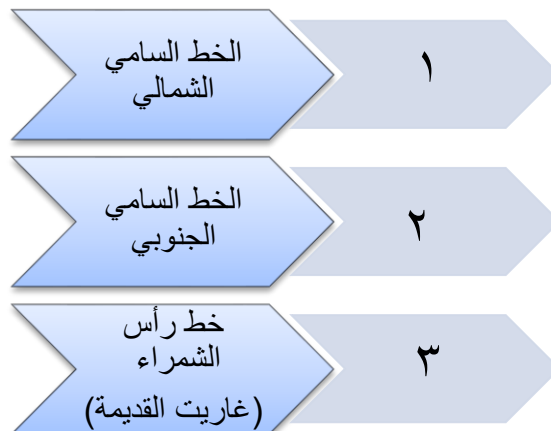 الخط السامي
الشمالي
١
الخط السامي
الجنوبي
٢
خط رأس
الشمراء
(غاريت القديمة)
٣